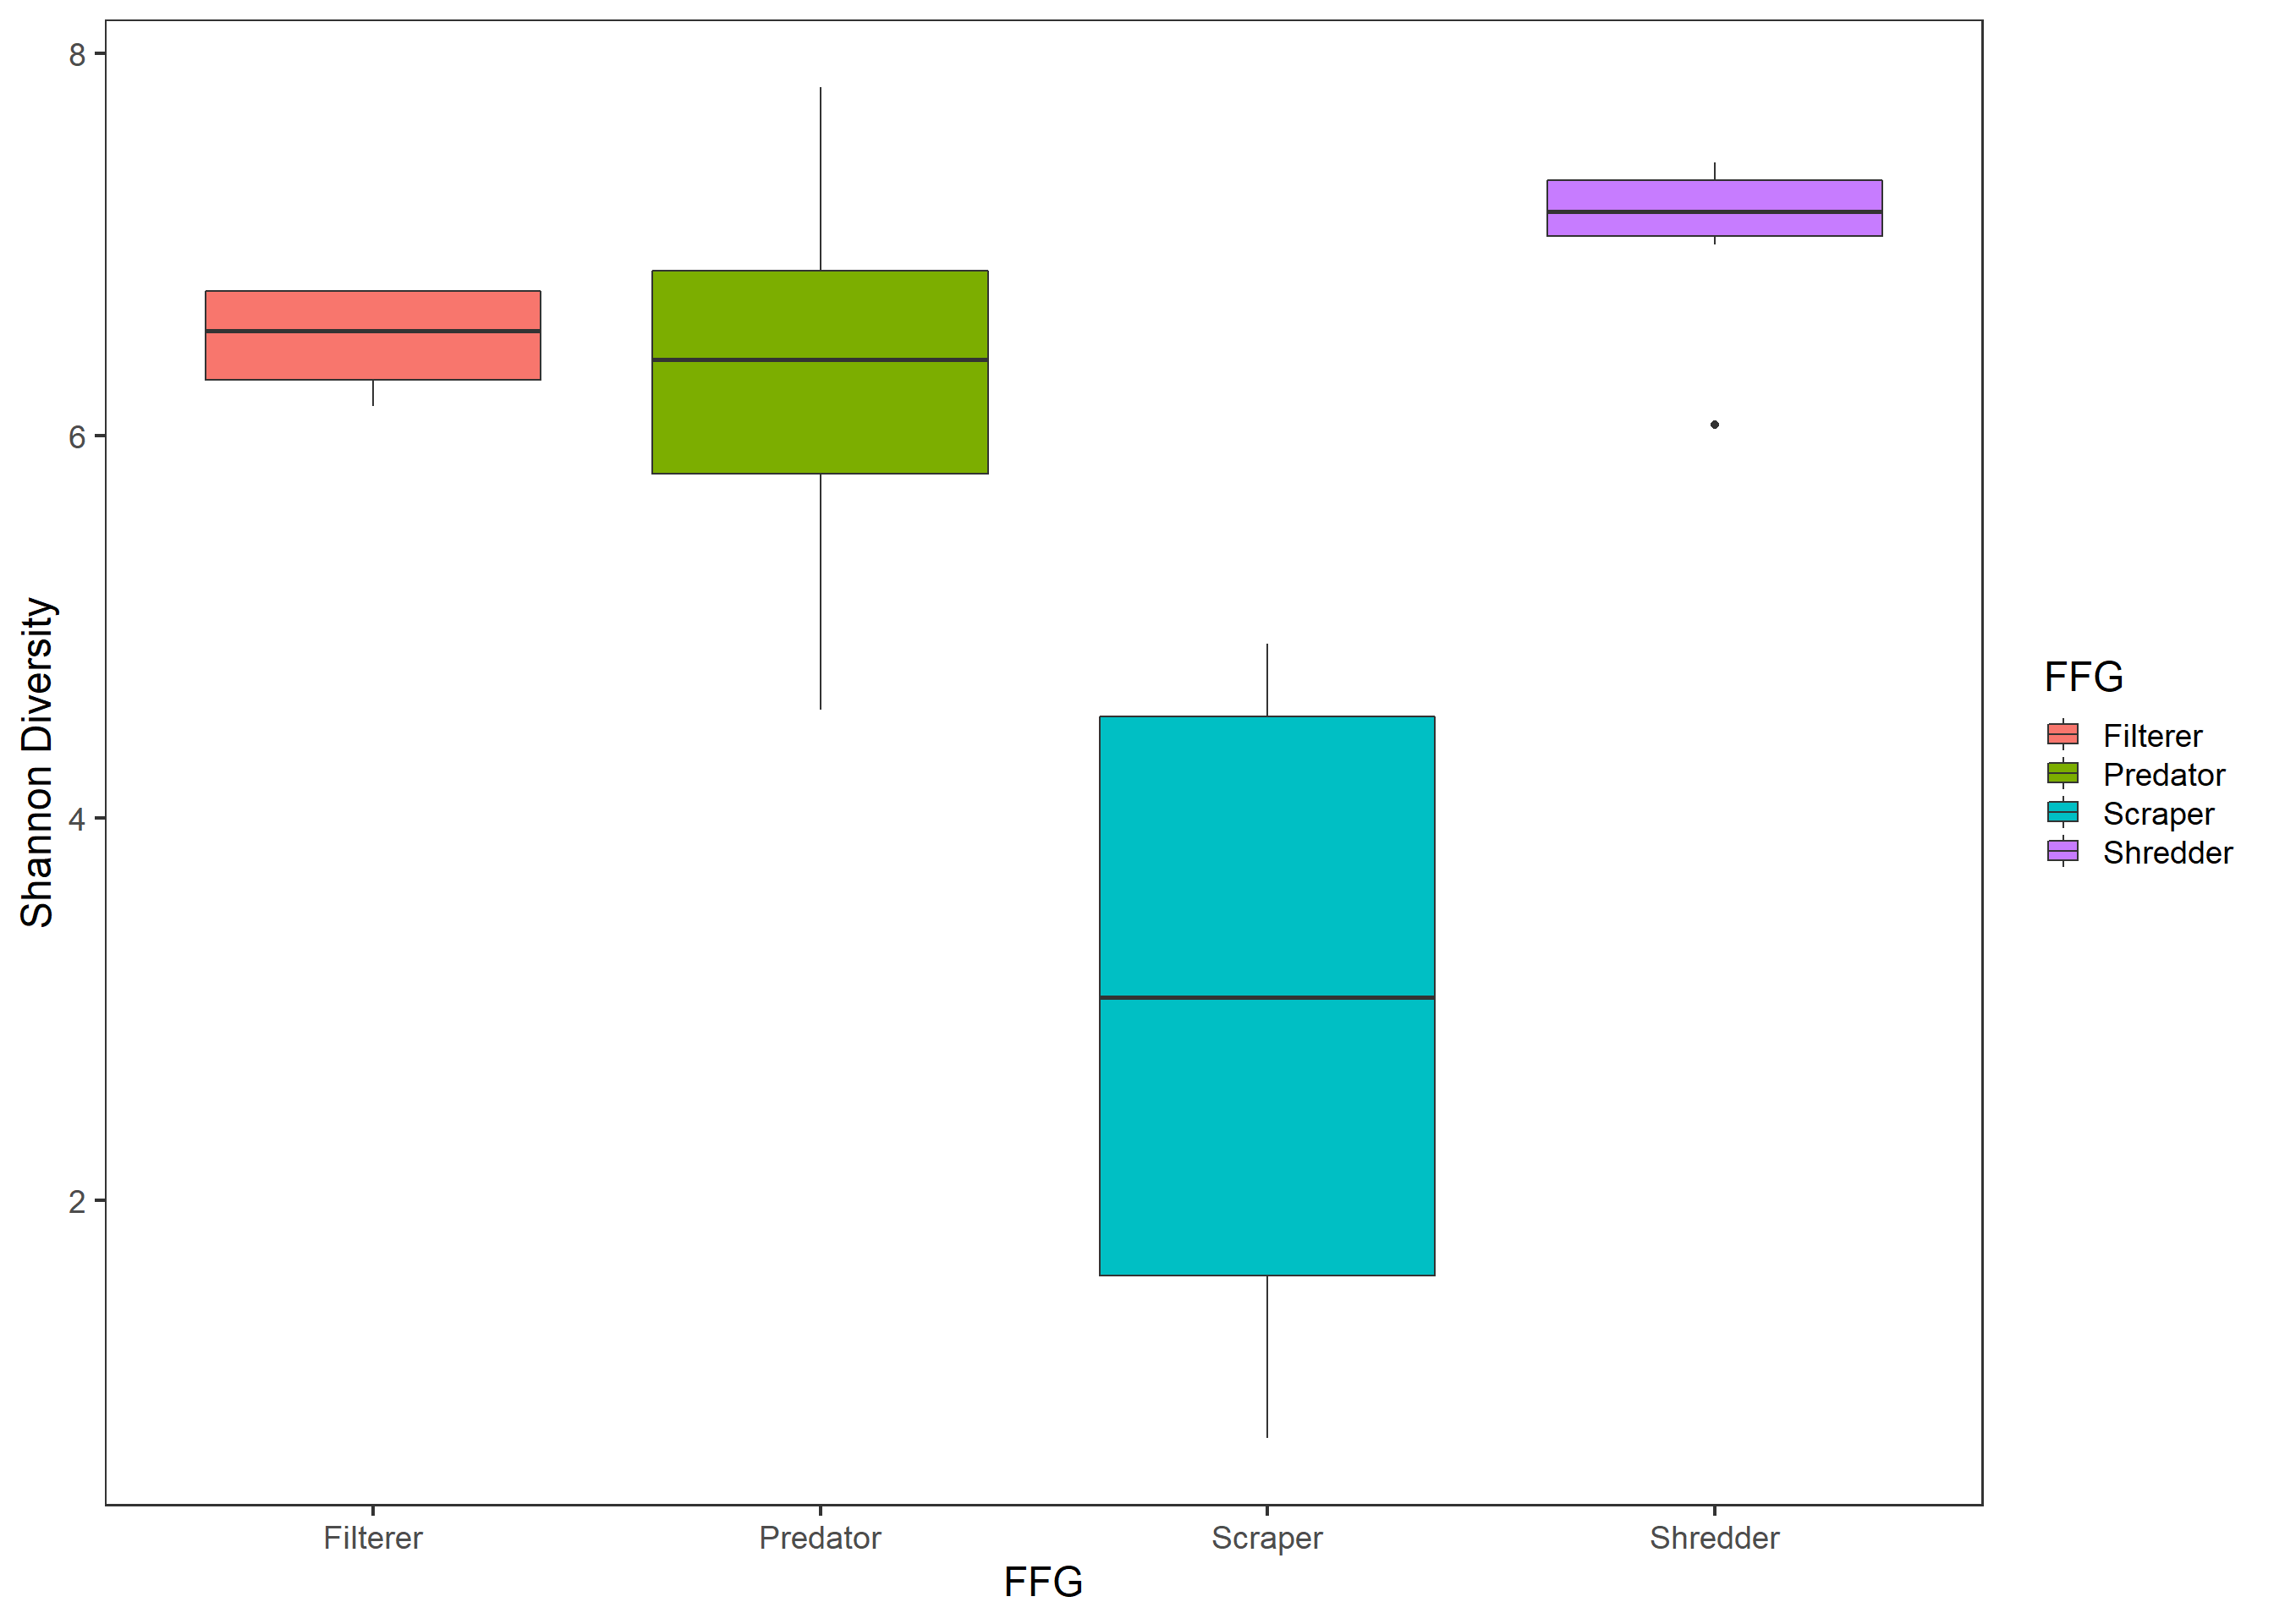 8
6
4
2
Shannon Diversity
Filterer
Predator
Scraper
Shredder
FFG
FFG
Filterer
Predator
Scraper
Shredder